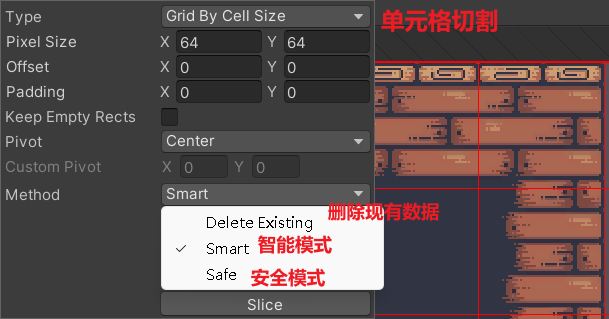 Type Grid By Cell Size 单元格切割
Pixel Size X 64 Y 64
Offset X 0 Y 0
Padding X 0 Y 0
Keep Empty Rects
Pivot Center
Custom Pivot X 0 Y 0
Method Smart
Delete Existing 删除现有数据
Smart 智能模式
Safe 安全模式
Slice